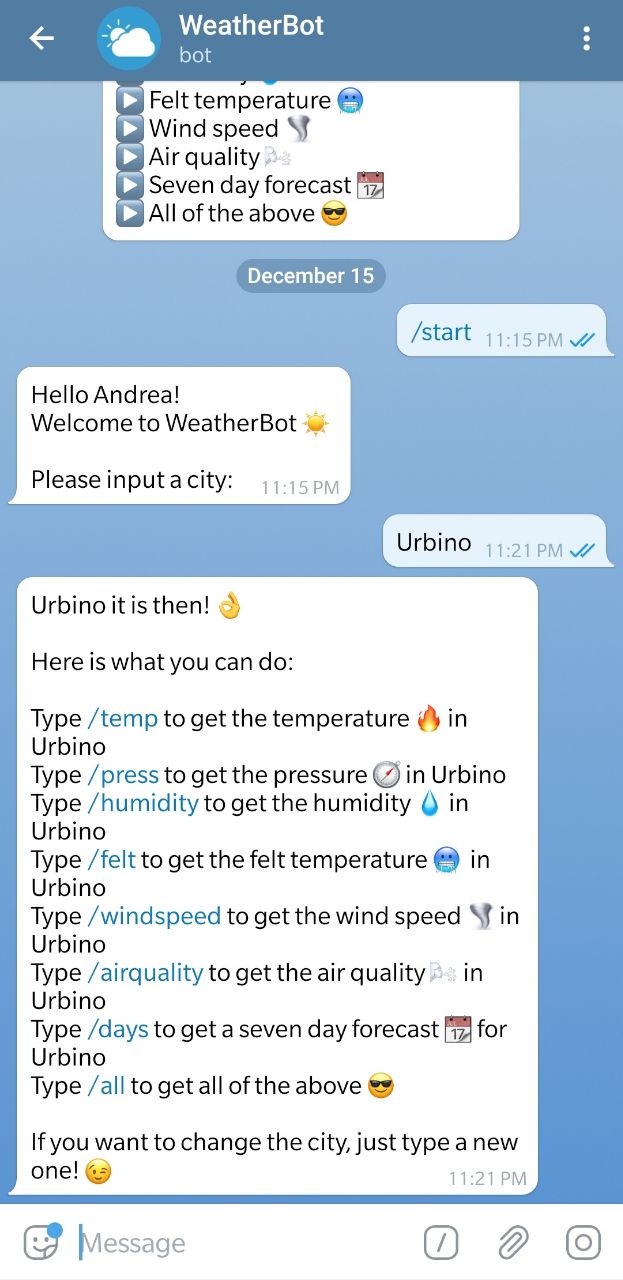 WeatherBot
bot
Felt temperature 🥶
Wind speed 🌪
Air quality 🌬
Seven day forecast 📆
All of the above 😎
December 15
/start 11:15 PM
Hello Andrea!
Welcome to WeatherBot ☀️
Please input a city: 11:15 PM
Urbino 11:21 PM
Urbino it is then! 👌
Here is what you can do:
Type /temp to get the temperature 🔥 in
Urbino
Type /press to get the pressure 🧭 in Urbino
Type /humidity to get the humidity 💧 in
Urbino
Type /felt to get the felt temperature 🥶 in
Urbino
Type /windspeed to get the wind speed 🌪 in
Urbino
Type /airquality to get the air quality 🌬 in
Urbino
Type /days to get a seven day forecast 📆 for
Urbino
Type /all to get all of the above 😎
If you want to change the city, just type a new
one! 😉 11:21 PM
Message